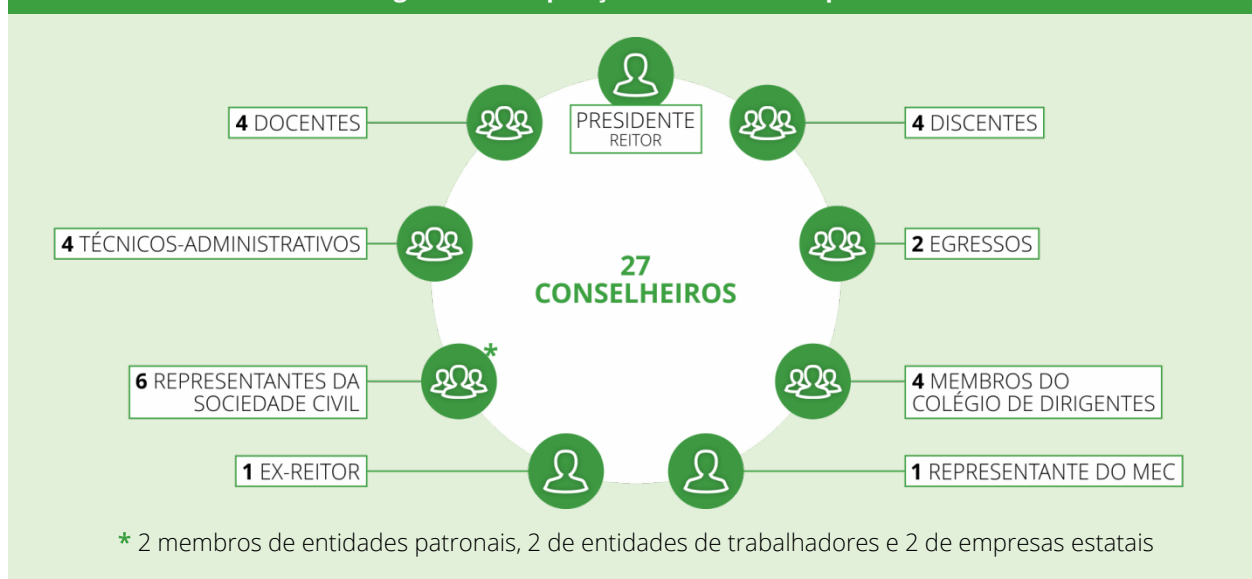 PRESIDENTE
REITOR
4 DOCENTES
4 DISCENTES
4 TÉCNICOS-ADMINISTRATIVOS
2 EGRESSOS
27
CONSELHEIROS
*
6 REPRESENTANTES DA
SOCIEDADE CIVIL
4 MEMBROS DO
COLÉGIO DE DIRIGENTES
1 EX-REITOR
1 REPRESENTANTE DO MEC
* 2 membros de entidades patronais, 2 de entidades de trabalhadores e 2 de empresas estatais